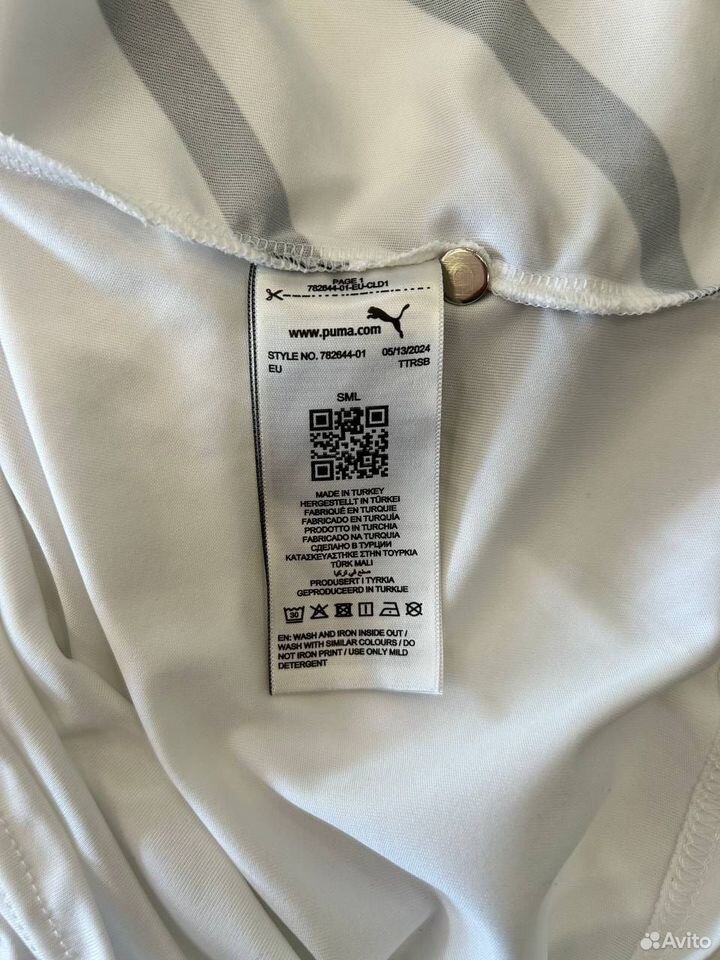 PAGE 1
782644-01-EU-CLD1
www.puma.com
STYLE NO. 782644-01 05/13/2024
EU TTRSB
SML
MADE IN TURKEY
HERGESTELLT IN TÜRKEI
FABRIQUÉ EN TURQUIE
FABRICADO EN TURQUÍA
PRODOTTO IN TURCHIA
FABRICADO NA TURQUIA
СДЕЛАНО В ТУРЦИИ
ΚΑΤΑΣΚΕΥΑΣΤΗΚΕ ΣΤΗΝ ΤΟΥΡΚΙΑ
TÜRK MALI
صنع في تركيا
PRODUSERT I TYRKIA
GEPRODUCEERD IN TURKIJE
30
EN: WASH AND IRON INSIDE OUT /
WASH WITH SIMILAR COLOURS / DO
NOT IRON PRINT / USE ONLY MILD
DETERGENT
Avito